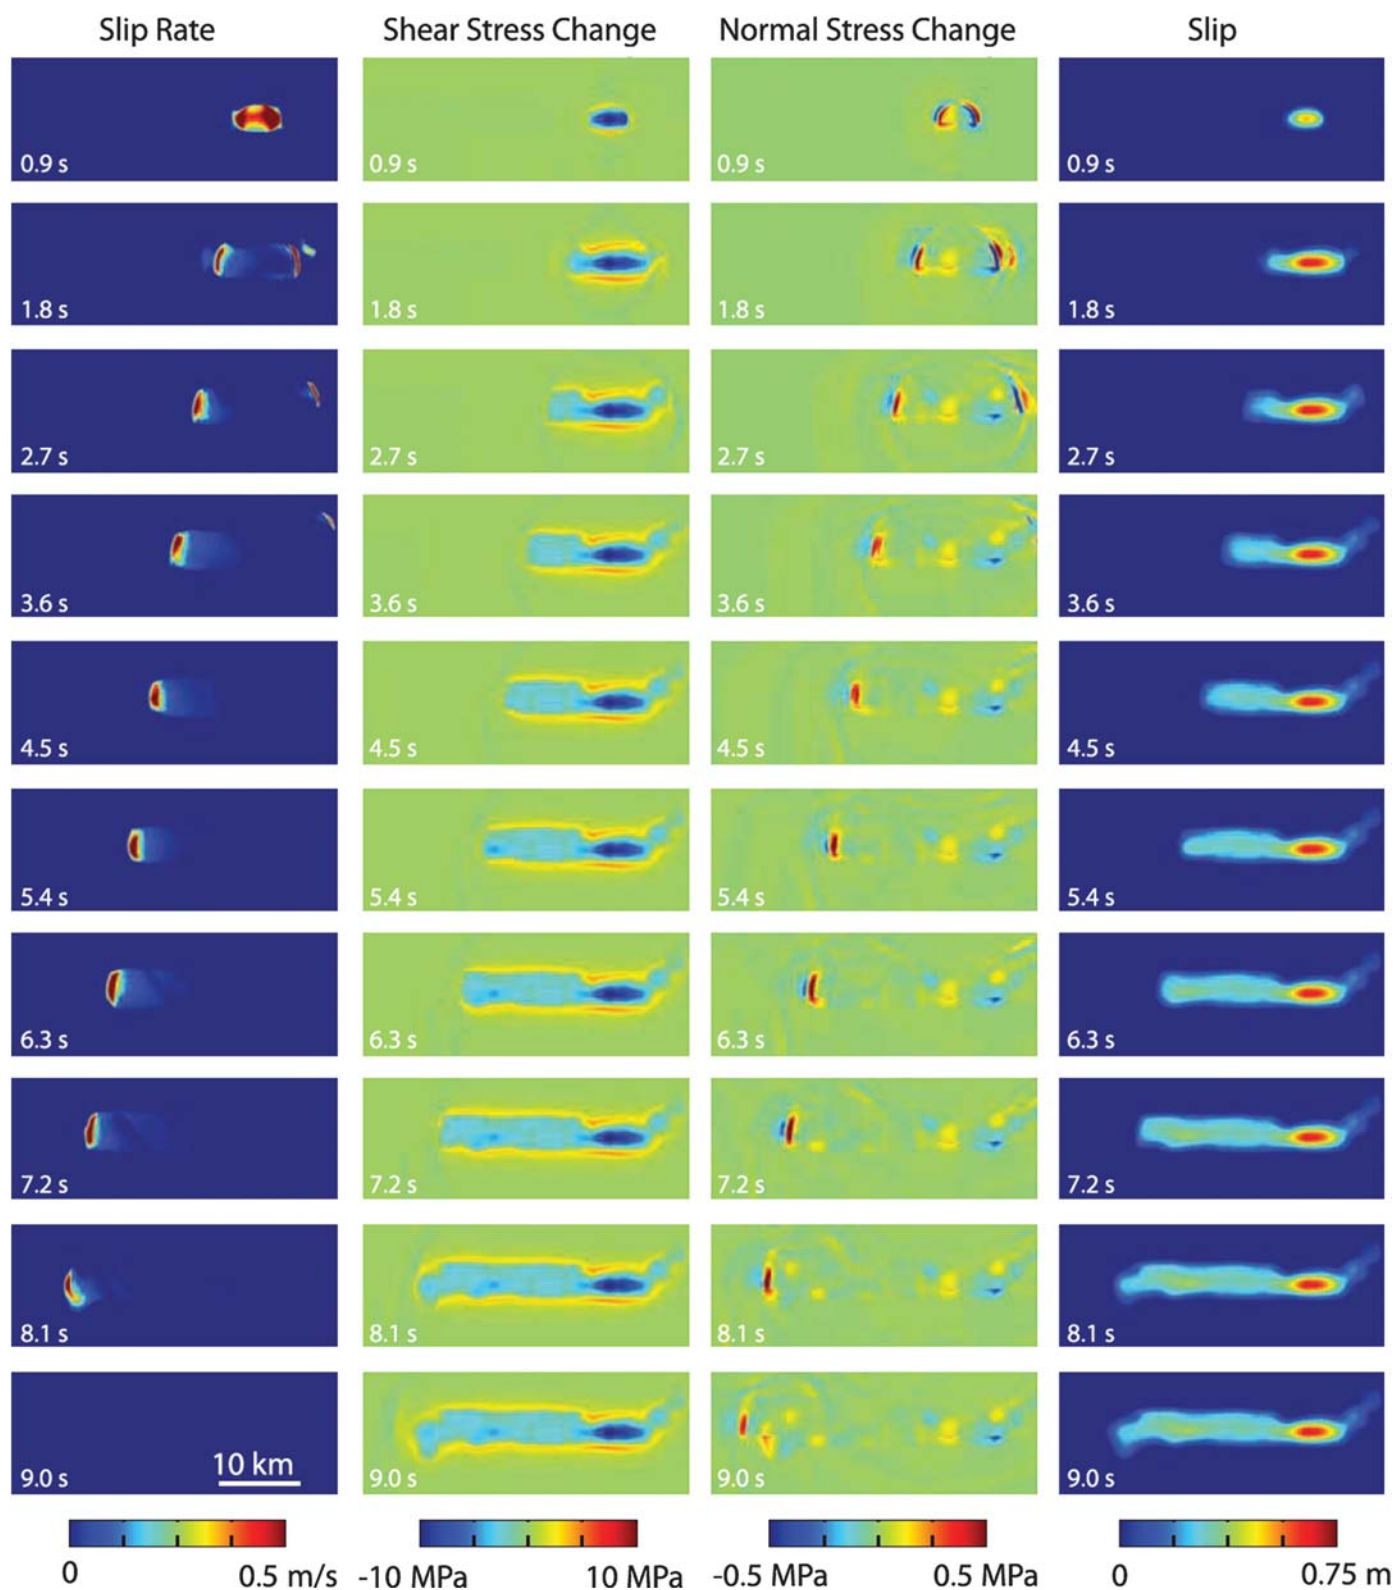 Slip Rate Shear Stress Change Normal Stress Change Slip
0.9 s 0.9 s 0.9 s 0.9 s
1.8 s 1.8 s 1.8 s 1.8 s
2.7 s 2.7 s 2.7 s 2.7 s
3.6 s 3.6 s 3.6 s 3.6 s
4.5 s 4.5 s 4.5 s 4.5 s
5.4 s 5.4 s 5.4 s 5.4 s
6.3 s 6.3 s 6.3 s 6.3 s
7.2 s 7.2 s 7.2 s 7.2 s
8.1 s 8.1 s 8.1 s 8.1 s
10 km
9.0 s 9.0 s 9.0 s 9.0 s
0 0.5 m/s -10 MPa 10 MPa -0.5 MPa 0.5 MPa 0 0.75 m